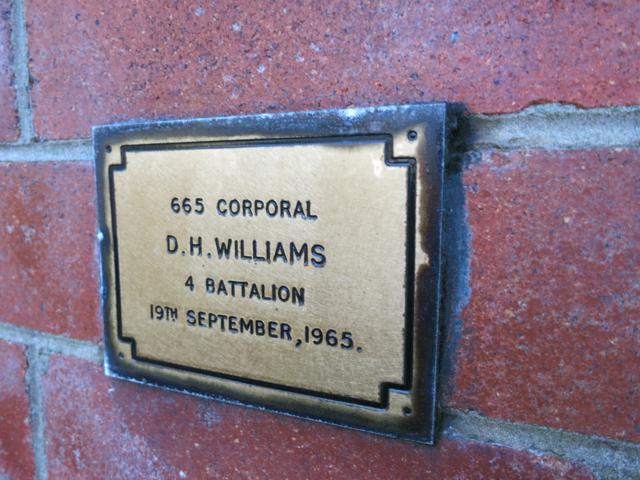 665 CORPORAL
D.H. WILLIAMS
4 BATTALION
19TH SEPTEMBER, 1965.